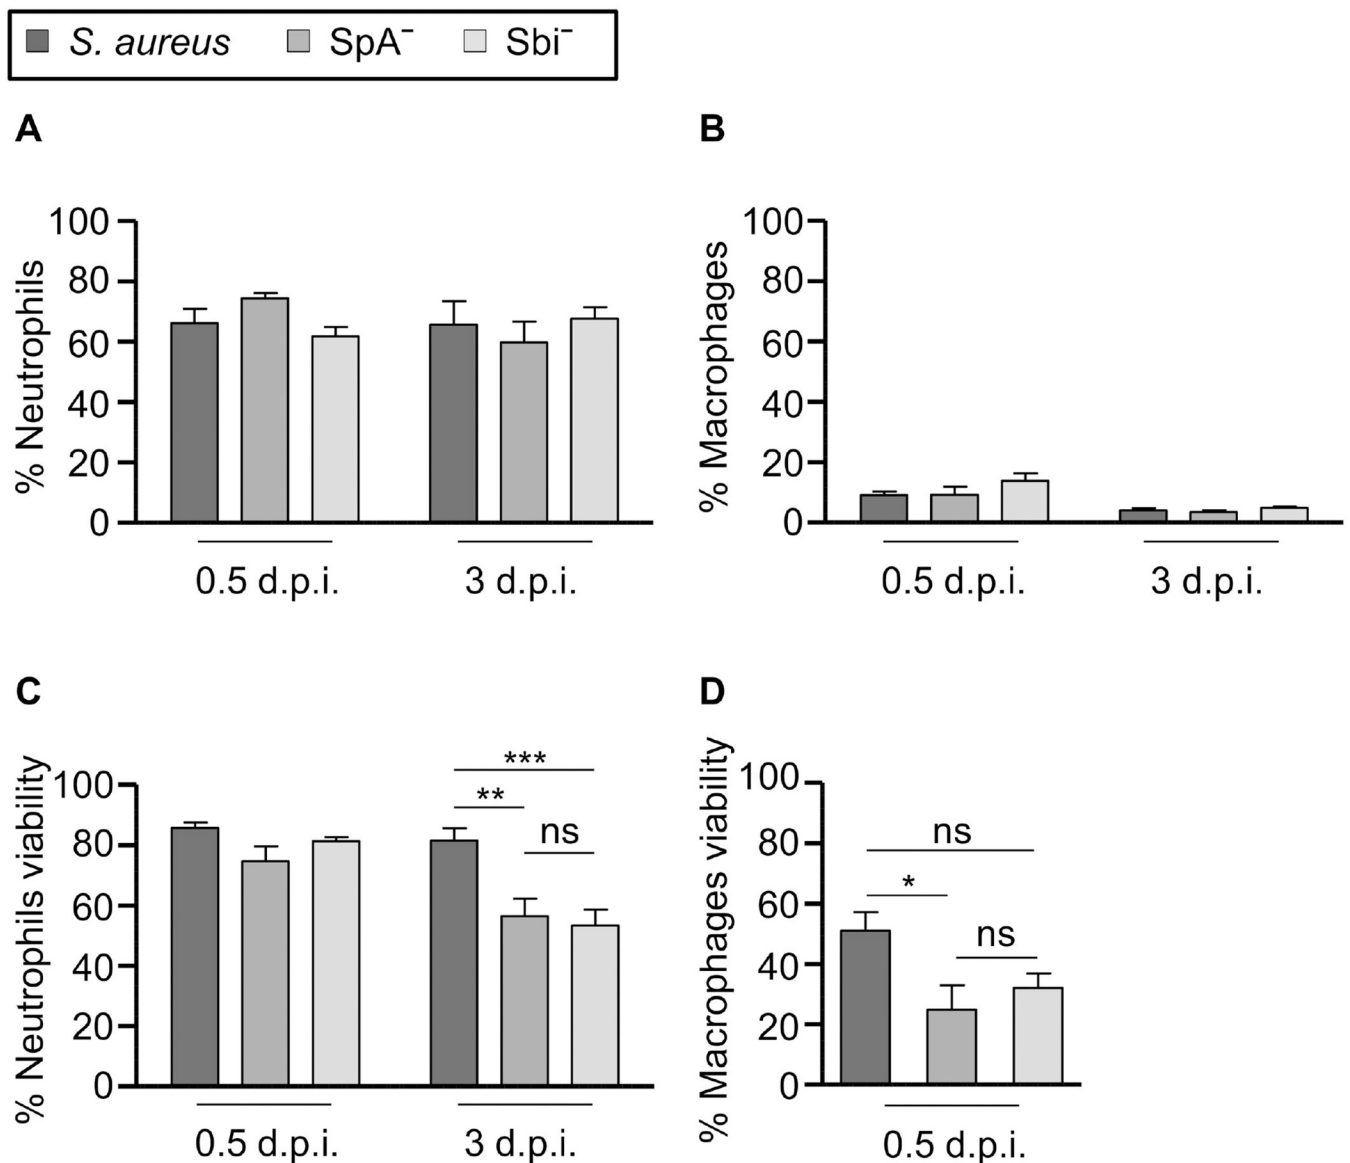 S. aureus SpA⁻ Sbi⁻
A
% Neutrophils
100
80
60
40
20
0
0.5 d.p.i. 3 d.p.i.
B
% Macrophages
100
80
60
40
20
0
0.5 d.p.i. 3 d.p.i.
C
% Neutrophils viability
100
80
60
40
20
0
***
**
ns
0.5 d.p.i. 3 d.p.i.
D
% Macrophages viability
100
80
60
40
20
0
ns
*
ns
0.5 d.p.i.